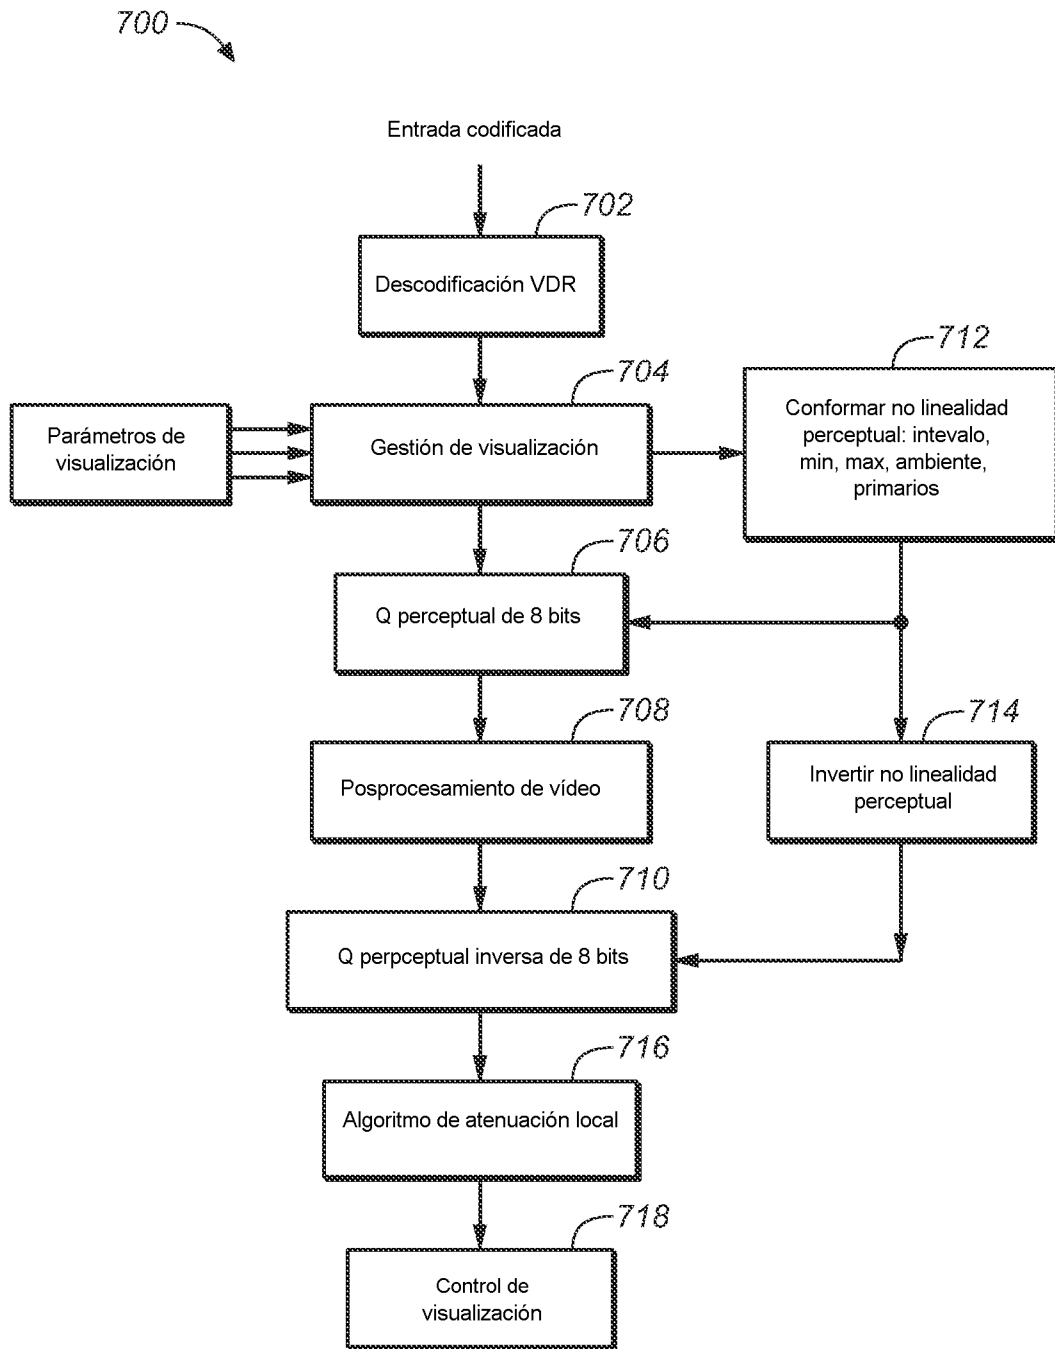 700
Entrada codificada
702
Descodificación VDR
704
712
Parámetros de
visualización
Gestión de visualización
Conformar no linealidad
perceptual: intevalo,
min, max, ambiente,
primarios
706
Q perceptual de 8 bits
708
714
Posprocesamiento de vídeo
Invertir no linealidad
perceptual
710
Q perpceptual inversa de 8 bits
716
Algoritmo de atenuación local
718
Control de
visualización